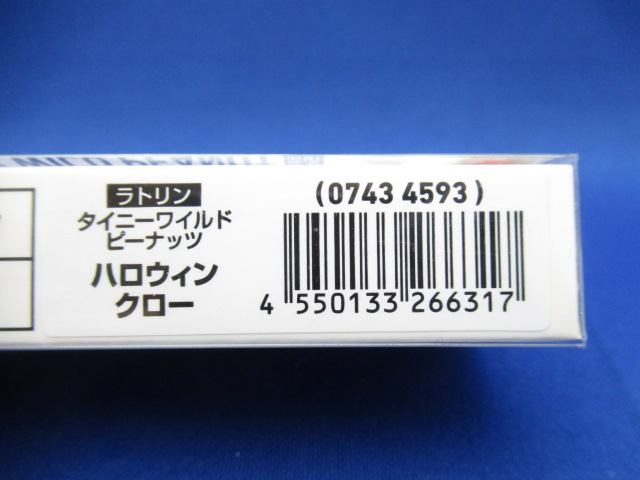 ラトリン
タイニーワイルド
ピーナッツ
ハロウィン
クロー
(0743 4593)
4 550133 266317